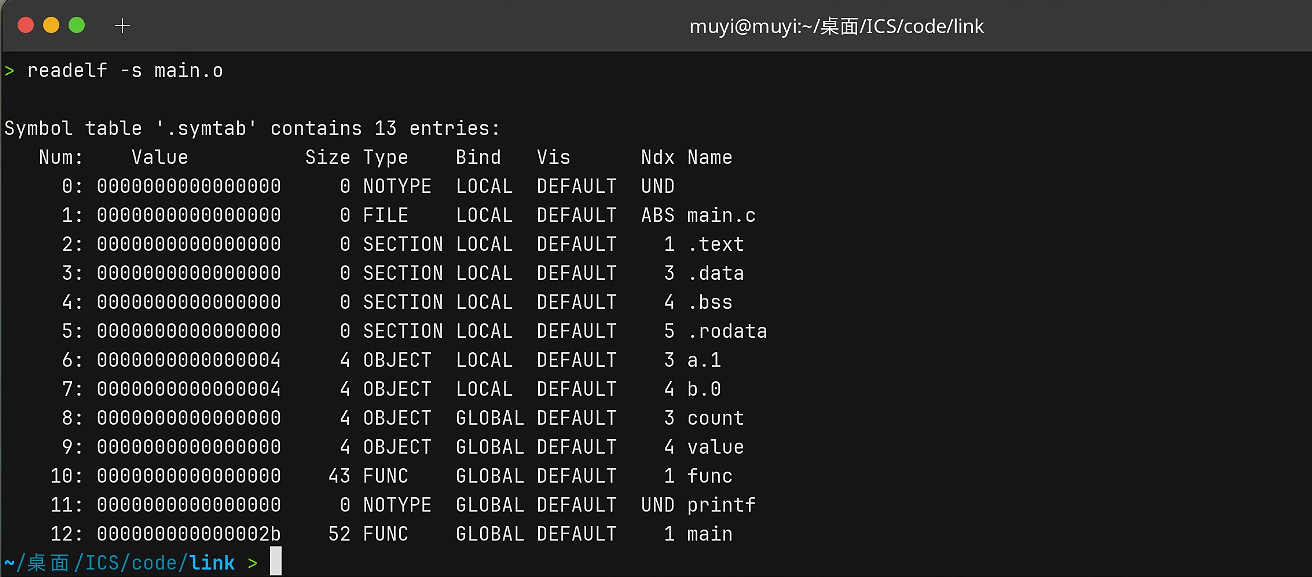 muyi@muyi:~/桌面/ICS/code/link
> readelf -s main.o
Symbol table '.symtab' contains 13 entries:
   Num:    Value          Size Type    Bind   Vis      Ndx Name
     0: 0000000000000000     0 NOTYPE  LOCAL  DEFAULT  UND
     1: 0000000000000000     0 FILE    LOCAL  DEFAULT  ABS main.c
     2: 0000000000000000     0 SECTION LOCAL  DEFAULT    1 .text
     3: 0000000000000000     0 SECTION LOCAL  DEFAULT    3 .data
     4: 0000000000000000     0 SECTION LOCAL  DEFAULT    4 .bss
     5: 0000000000000000     0 SECTION LOCAL  DEFAULT    5 .rodata
     6: 0000000000000004     4 OBJECT  LOCAL  DEFAULT    3 a.1
     7: 0000000000000004     4 OBJECT  LOCAL  DEFAULT    4 b.0
     8: 0000000000000000     4 OBJECT  GLOBAL DEFAULT    3 count
     9: 0000000000000000     4 OBJECT  GLOBAL DEFAULT    4 value
    10: 0000000000000000    43 FUNC    GLOBAL DEFAULT    1 func
    11: 0000000000000000     0 NOTYPE  GLOBAL DEFAULT  UND printf
    12: 000000000000002b    52 FUNC    GLOBAL DEFAULT    1 main
~/桌面/ICS/code/link >